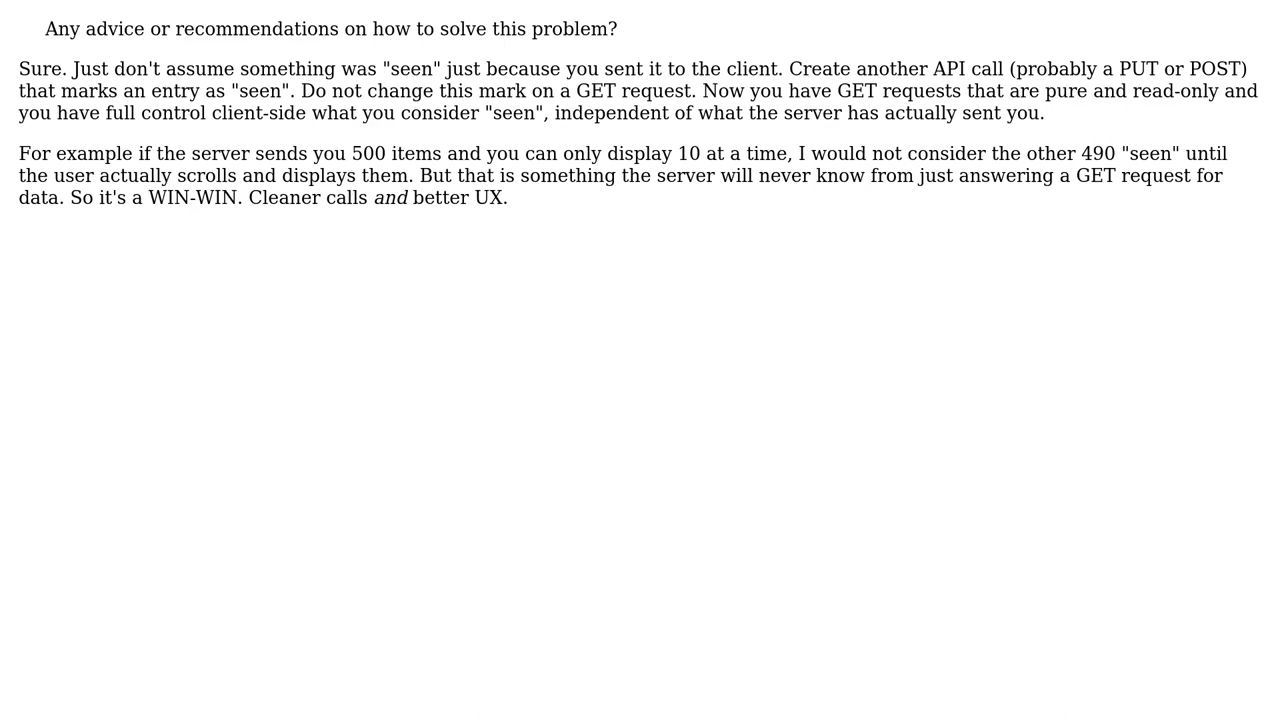 Any advice or recommendations on how to solve this problem?
Sure. Just don't assume something was "seen" just because you sent it to the client. Create another API call (probably a PUT or POST)
that marks an entry as "seen". Do not change this mark on a GET request. Now you have GET requests that are pure and read-only and
you have full control client-side what you consider "seen", independent of what the server has actually sent you.
For example if the server sends you 500 items and you can only display 10 at a time, I would not consider the other 490 "seen" until
the user actually scrolls and displays them. But that is something the server will never know from just answering a GET request for
data. So it's a WIN-WIN. Cleaner calls and better UX.